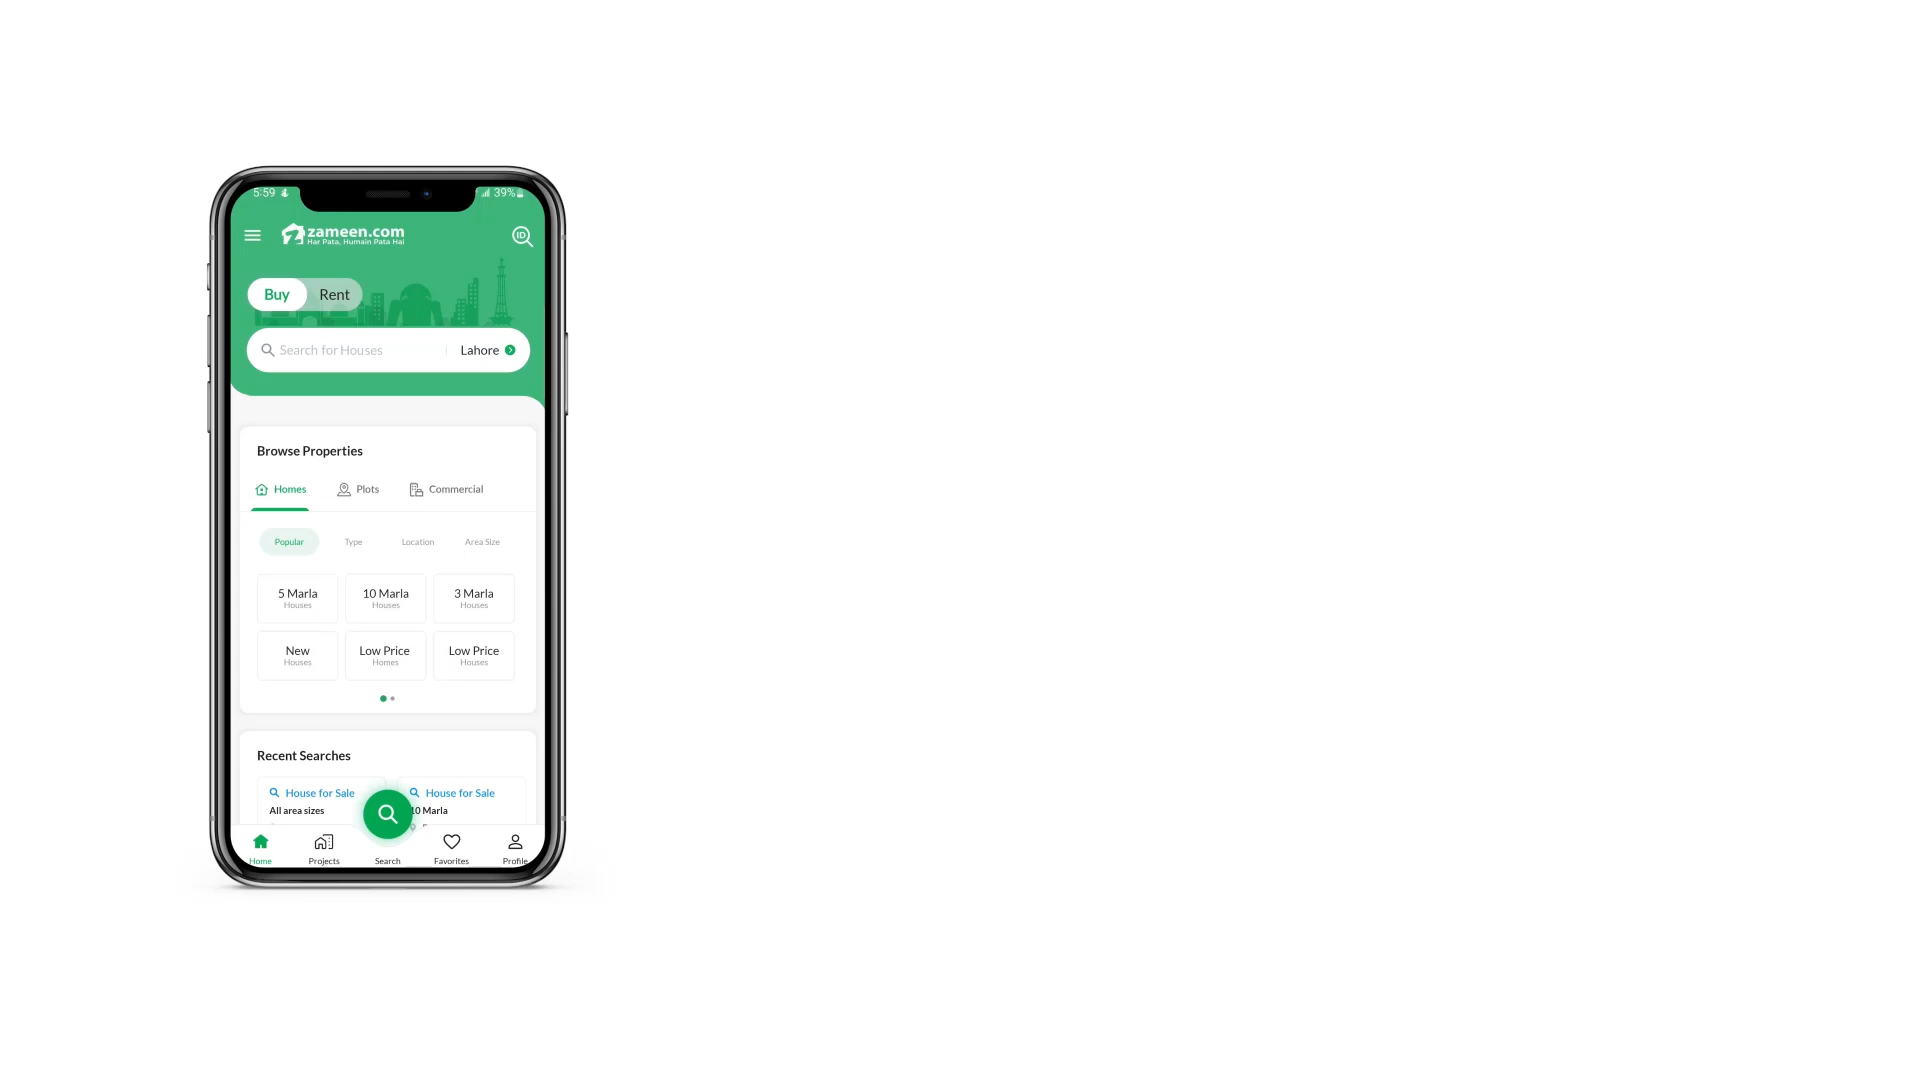 5:59 39%
zameen.com
Har Pata, Humain Pata Hai
ID
Buy Rent
Search for Houses Lahore
Browse Properties
Homes Plots Commercial
Popular Type Location Area Size
5 Marla 10 Marla 3 Marla
Houses Houses Houses
New Low Price Low Price
Houses Homes Houses
Recent Searches
House for Sale House for Sale
All area sizes 10 Marla
Home Projects Search Favorites Profile